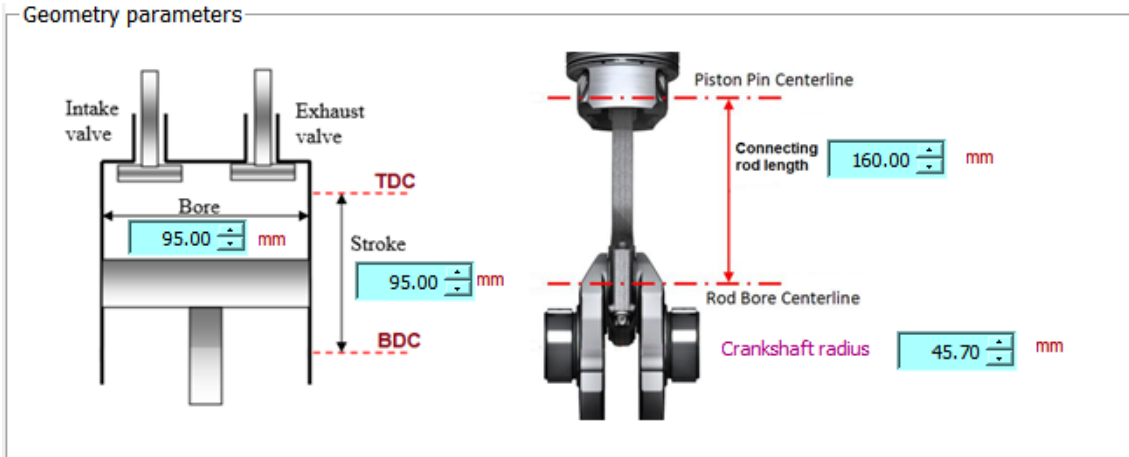 Geometry parameters
Intake
valve
Exhaust
valve
TDC
Bore
95.00 mm
Stroke
95.00 mm
BDC
Piston Pin Centerline
Connecting
rod length
160.00 mm
Rod Bore Centerline
Crankshaft radius 45.70 mm